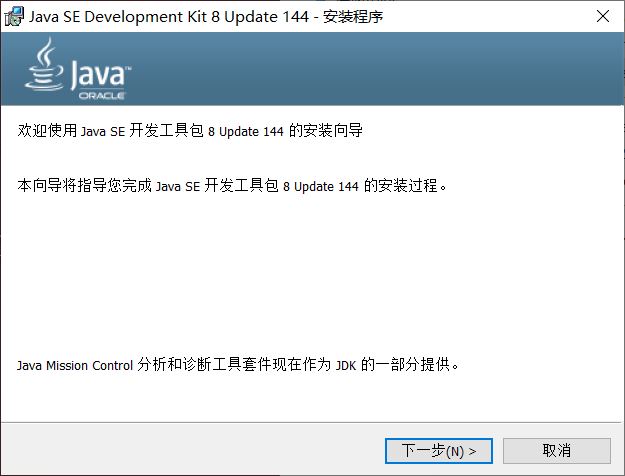 Java SE Development Kit 8 Update 144 - 安装程序
Java™
ORACLE
欢迎使用 Java SE 开发工具包 8 Update 144 的安装向导
本向导将指导您完成 Java SE 开发工具包 8 Update 144 的安装过程。
Java Mission Control 分析和诊断工具套件现在作为 JDK 的一部分提供。
下一步(N) >
取消